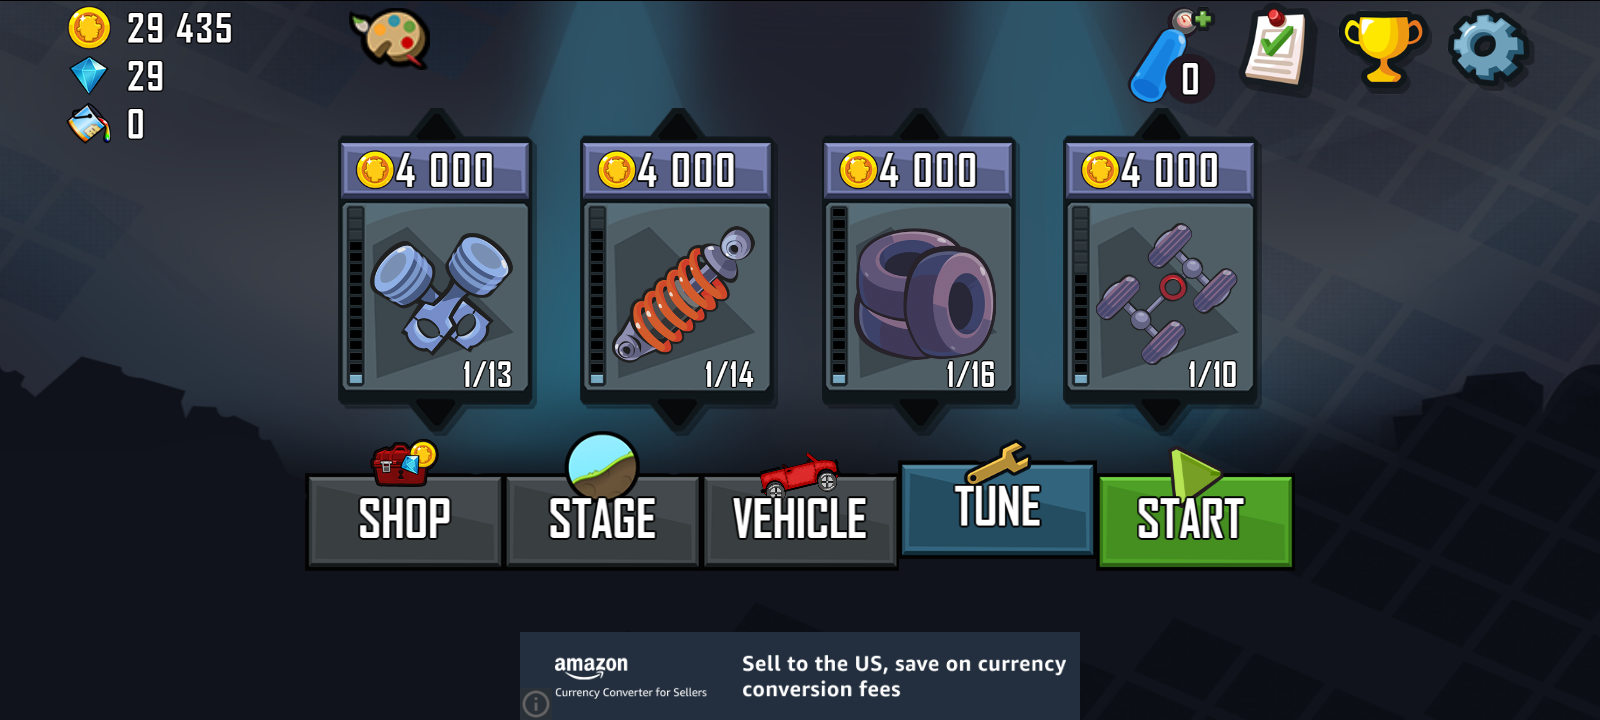 29 435
29
0
0
4 000
4 000
4 000
4 000
1/13
1/14
1/16
1/10
SHOP
STAGE
VEHICLE
TUNE
START
amazon
Currency Converter for Sellers
Sell to the US, save on currency
conversion fees